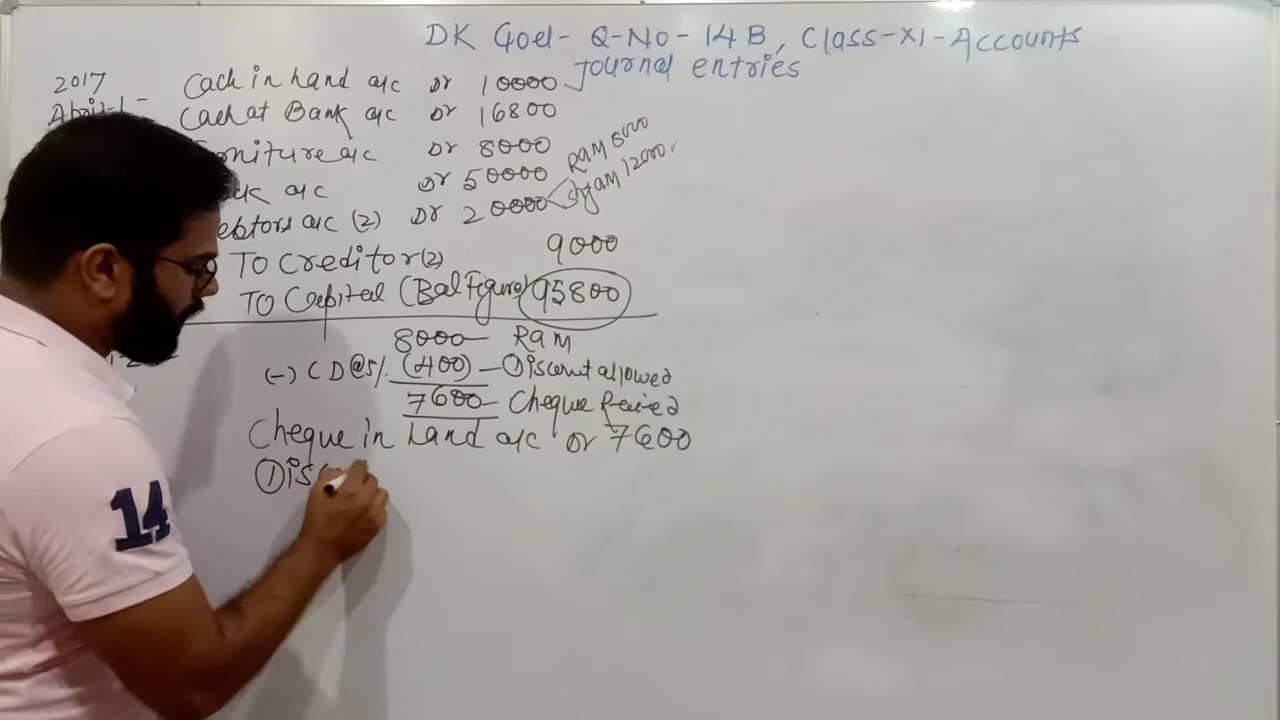 DK Goel- Q-No-14B, Class-XI-Accounts
Journal entries
2017 Cash in hand a/c Dr 10000
April-1- Cash at Bank a/c Dr 16800
Furniture a/c Dr 8000
a/c Dr 50000
Debtors a/c (2) Dr 20000 Ram 8000
Shyam 12000
To Creditor (2) 9000
To Capital (Bal Figure) 95800
8000 — Ram
(-) CD@5% (400) — Discount allowed
7600 — Cheque Received
Cheque in hand a/c Dr 7600
Disc
14